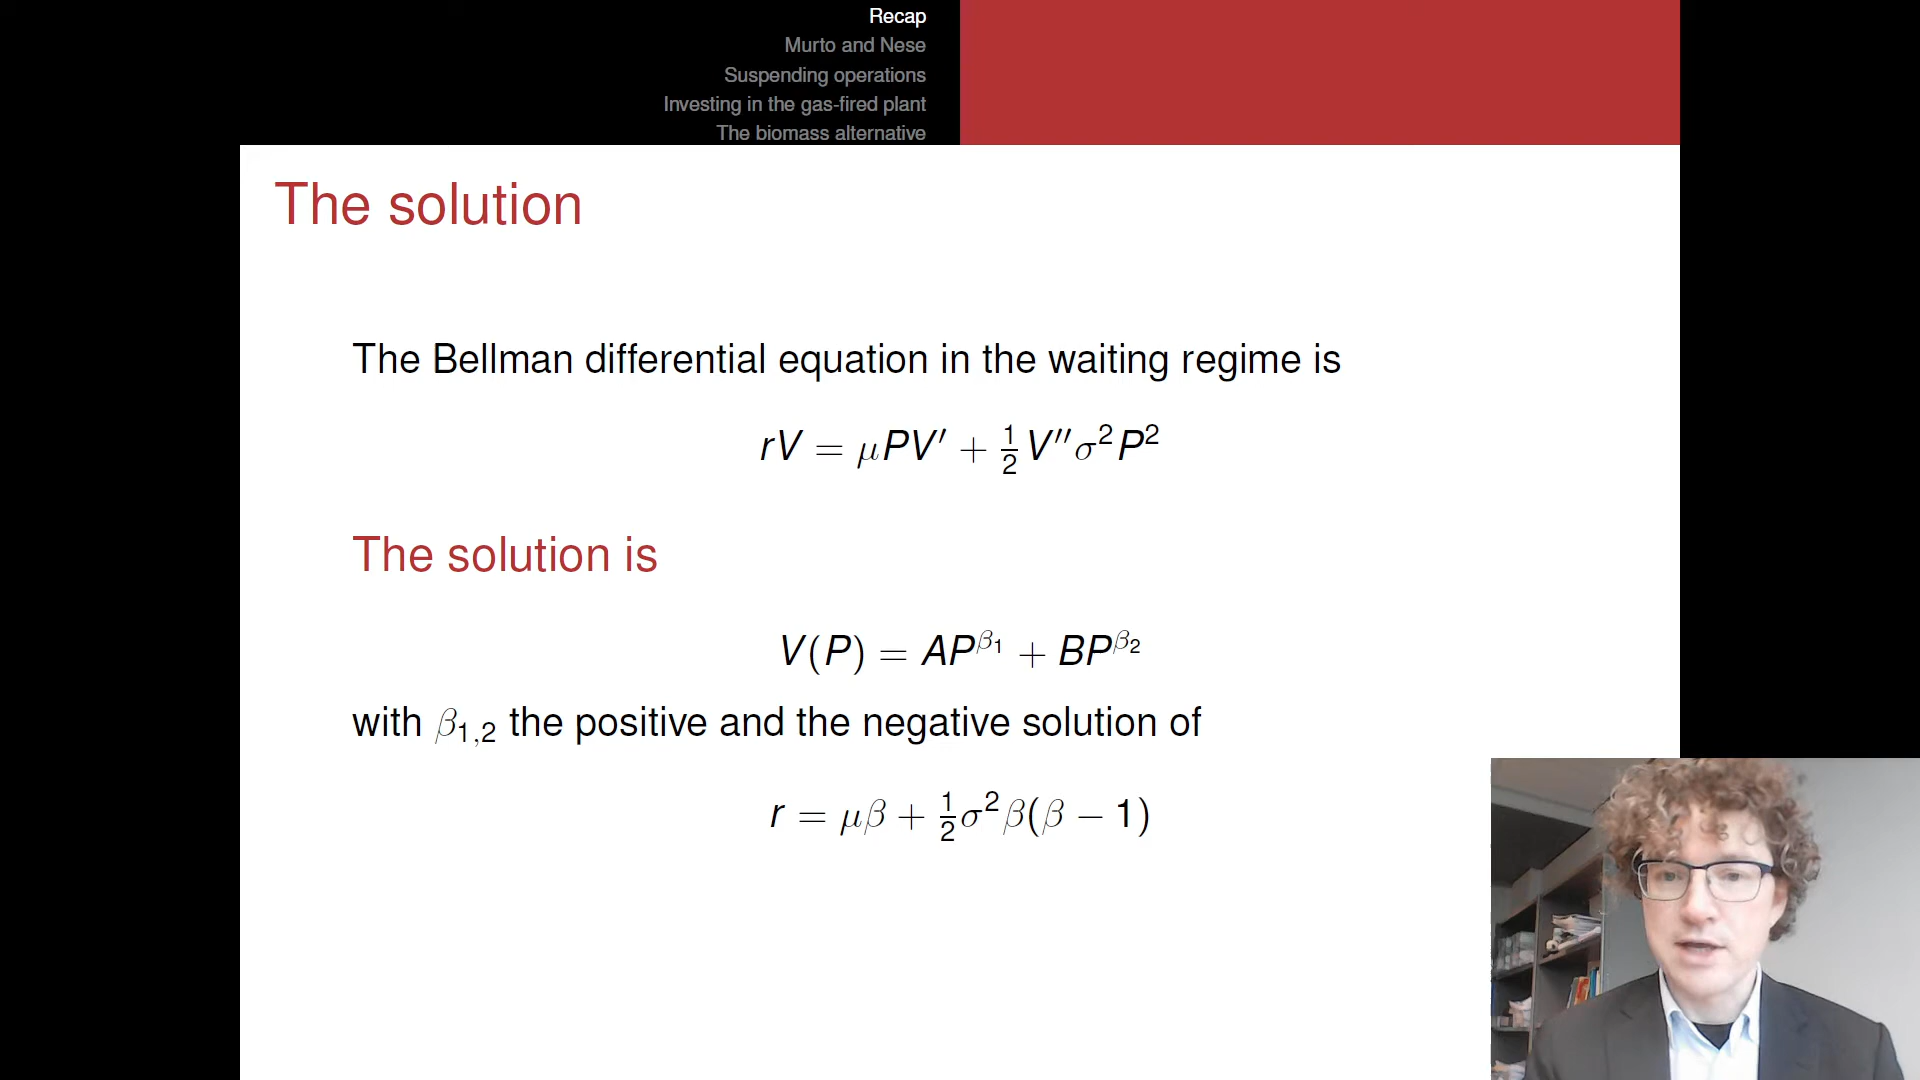 Recap
Murto and Nese
Suspending operations
Investing in the gas-fired plant
The biomass alternative
The solution
The Bellman differential equation in the waiting regime is
rV = μPV′ + ½V″σ²P²
The solution is
V(P) = AP^β₁ + BP^β₂
with β₁,₂ the positive and the negative solution of
r = μβ + ½σ²β(β − 1)